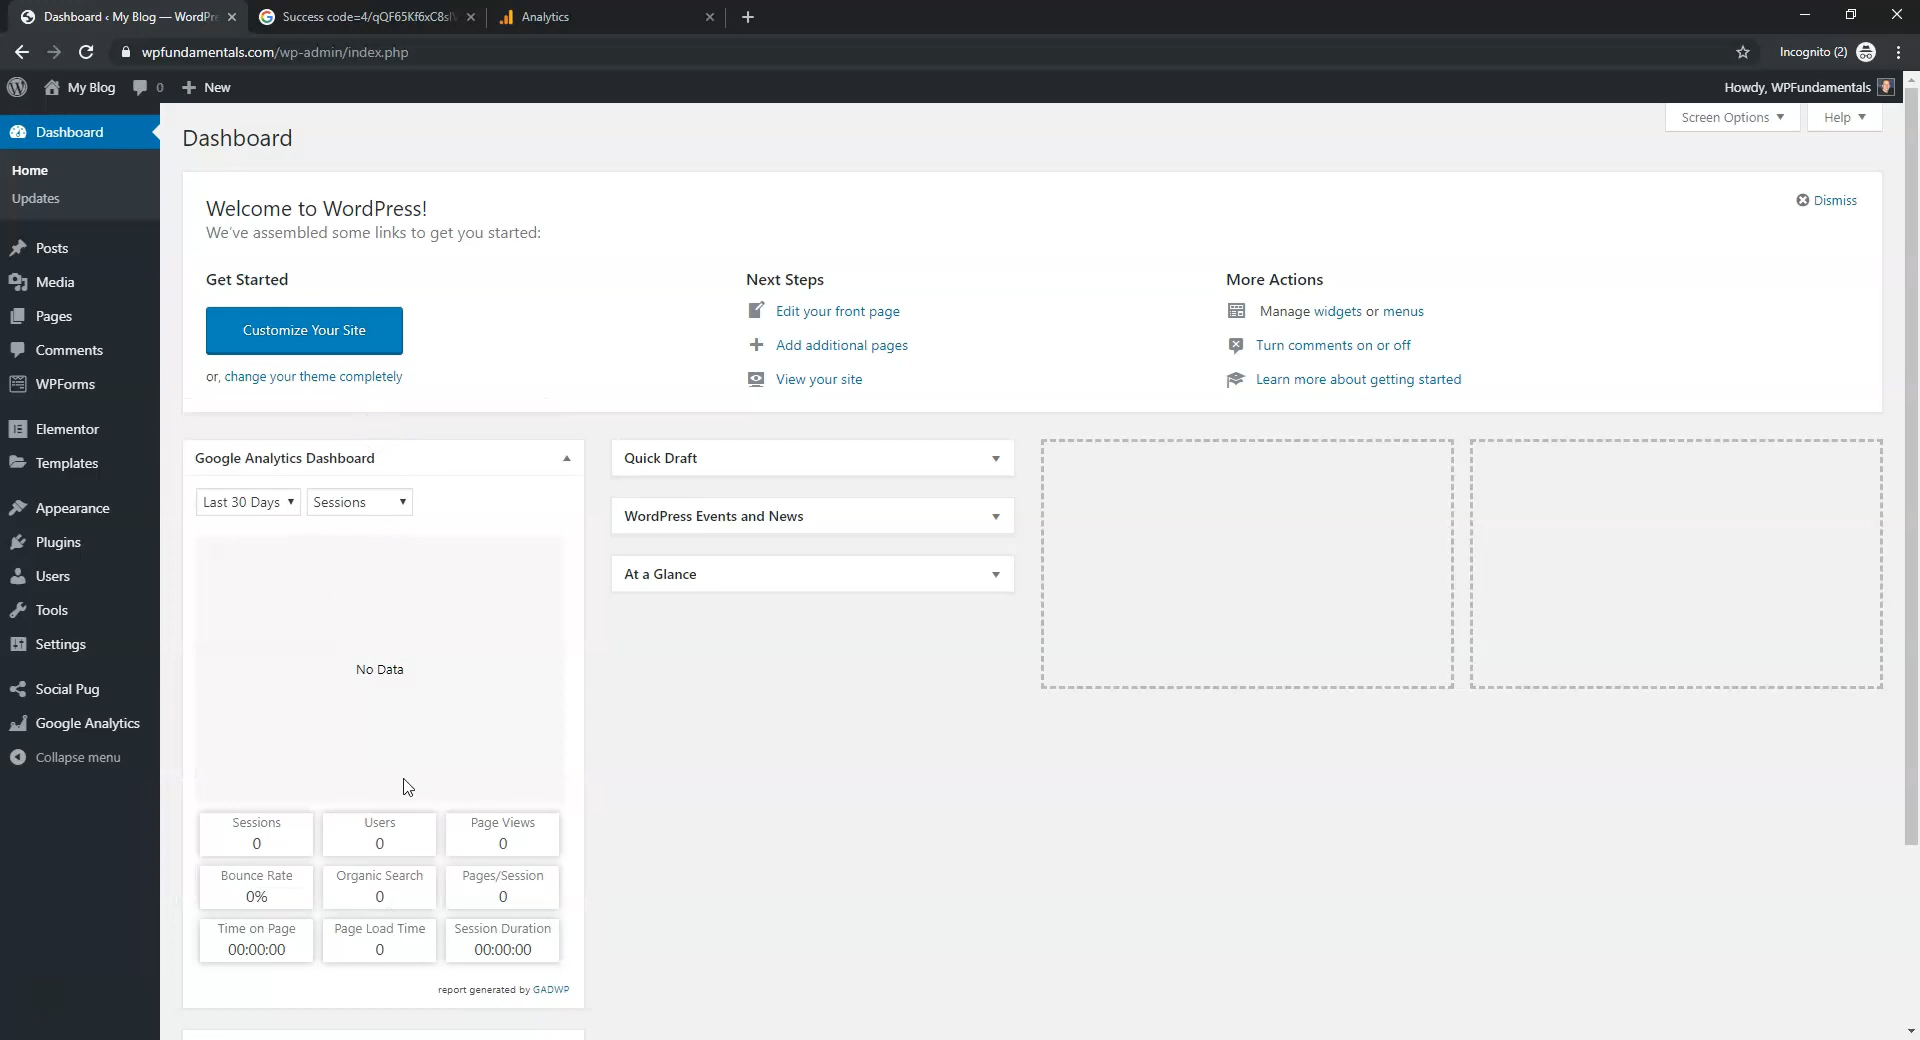 Dashboard ‹ My Blog — WordPr
Success code=4/qQF65Kf6xC8sl
Analytics
wpfundamentals.com/wp-admin/index.php
Incognito (2)
My Blog
0
New
Howdy, WPFundamentals
Dashboard
Home
Updates
Posts
Media
Pages
Comments
WPForms
Elementor
Templates
Appearance
Plugins
Users
Tools
Settings
Social Pug
Google Analytics
Collapse menu
Dashboard
Screen Options
Help
Welcome to WordPress!
We've assembled some links to get you started:
Dismiss
Get Started
Customize Your Site
or, change your theme completely
Next Steps
Edit your front page
Add additional pages
View your site
More Actions
Manage widgets or menus
Turn comments on or off
Learn more about getting started
Google Analytics Dashboard
Last 30 Days
Sessions
No Data
Sessions
0
Users
0
Page Views
0
Bounce Rate
0%
Organic Search
0
Pages/Session
0
Time on Page
00:00:00
Page Load Time
0
Session Duration
00:00:00
report generated by GADWP
Quick Draft
WordPress Events and News
At a Glance